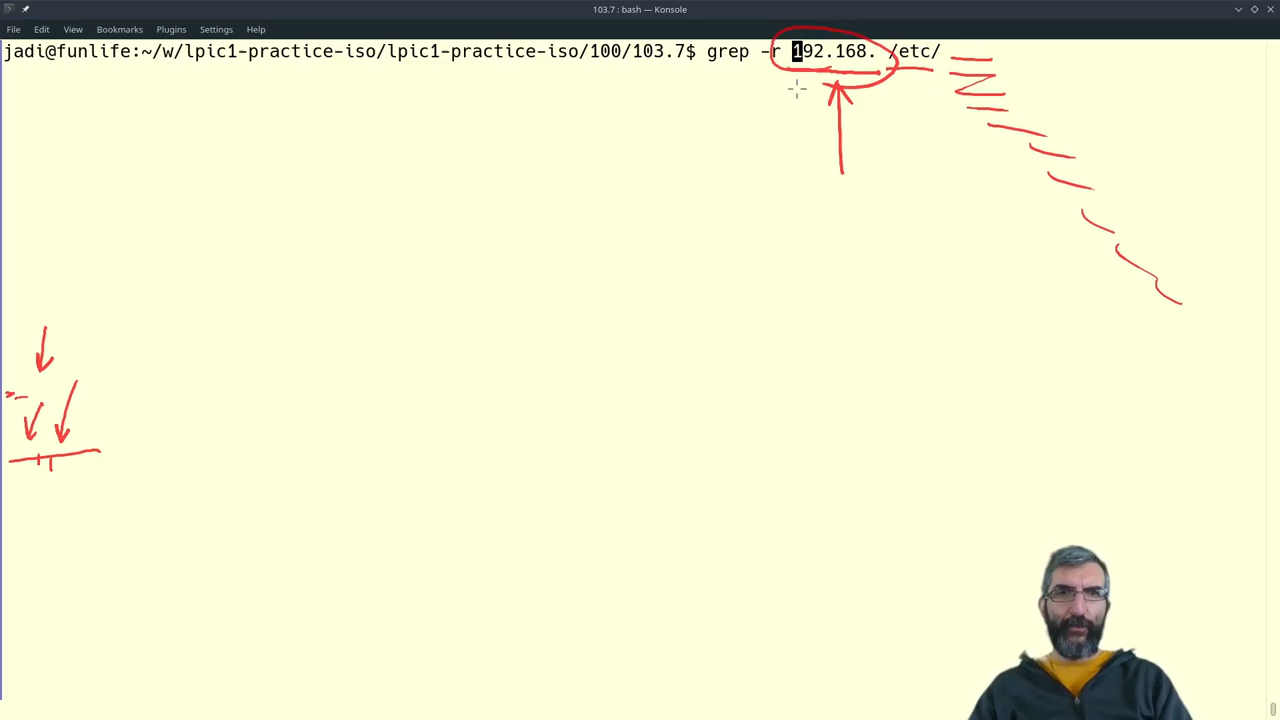 103.7 : bash — Konsole
File Edit View Bookmarks Plugins Settings Help
jadi@funlife:~/w/lpic1-practice-iso/lpic1-practice-iso/100/103.7$ grep -r 192.168. /etc/